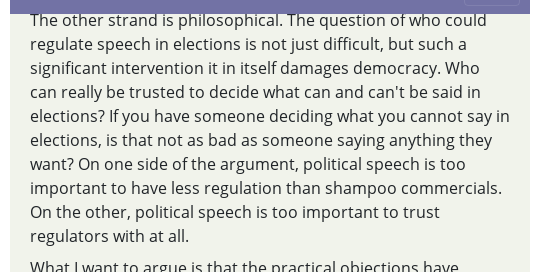 The other strand is philosophical. The question of who could
regulate speech in elections is not just difficult, but such a
significant intervention it in itself damages democracy. Who
can really be trusted to decide what can and can't be said in
elections? If you have someone deciding what you cannot say in
elections, is that not as bad as someone saying anything they
want? On one side of the argument, political speech is too
important to have less regulation than shampoo commercials.
On the other, political speech is too important to trust
regulators with at all.
What I want to argue is that the practical objections have